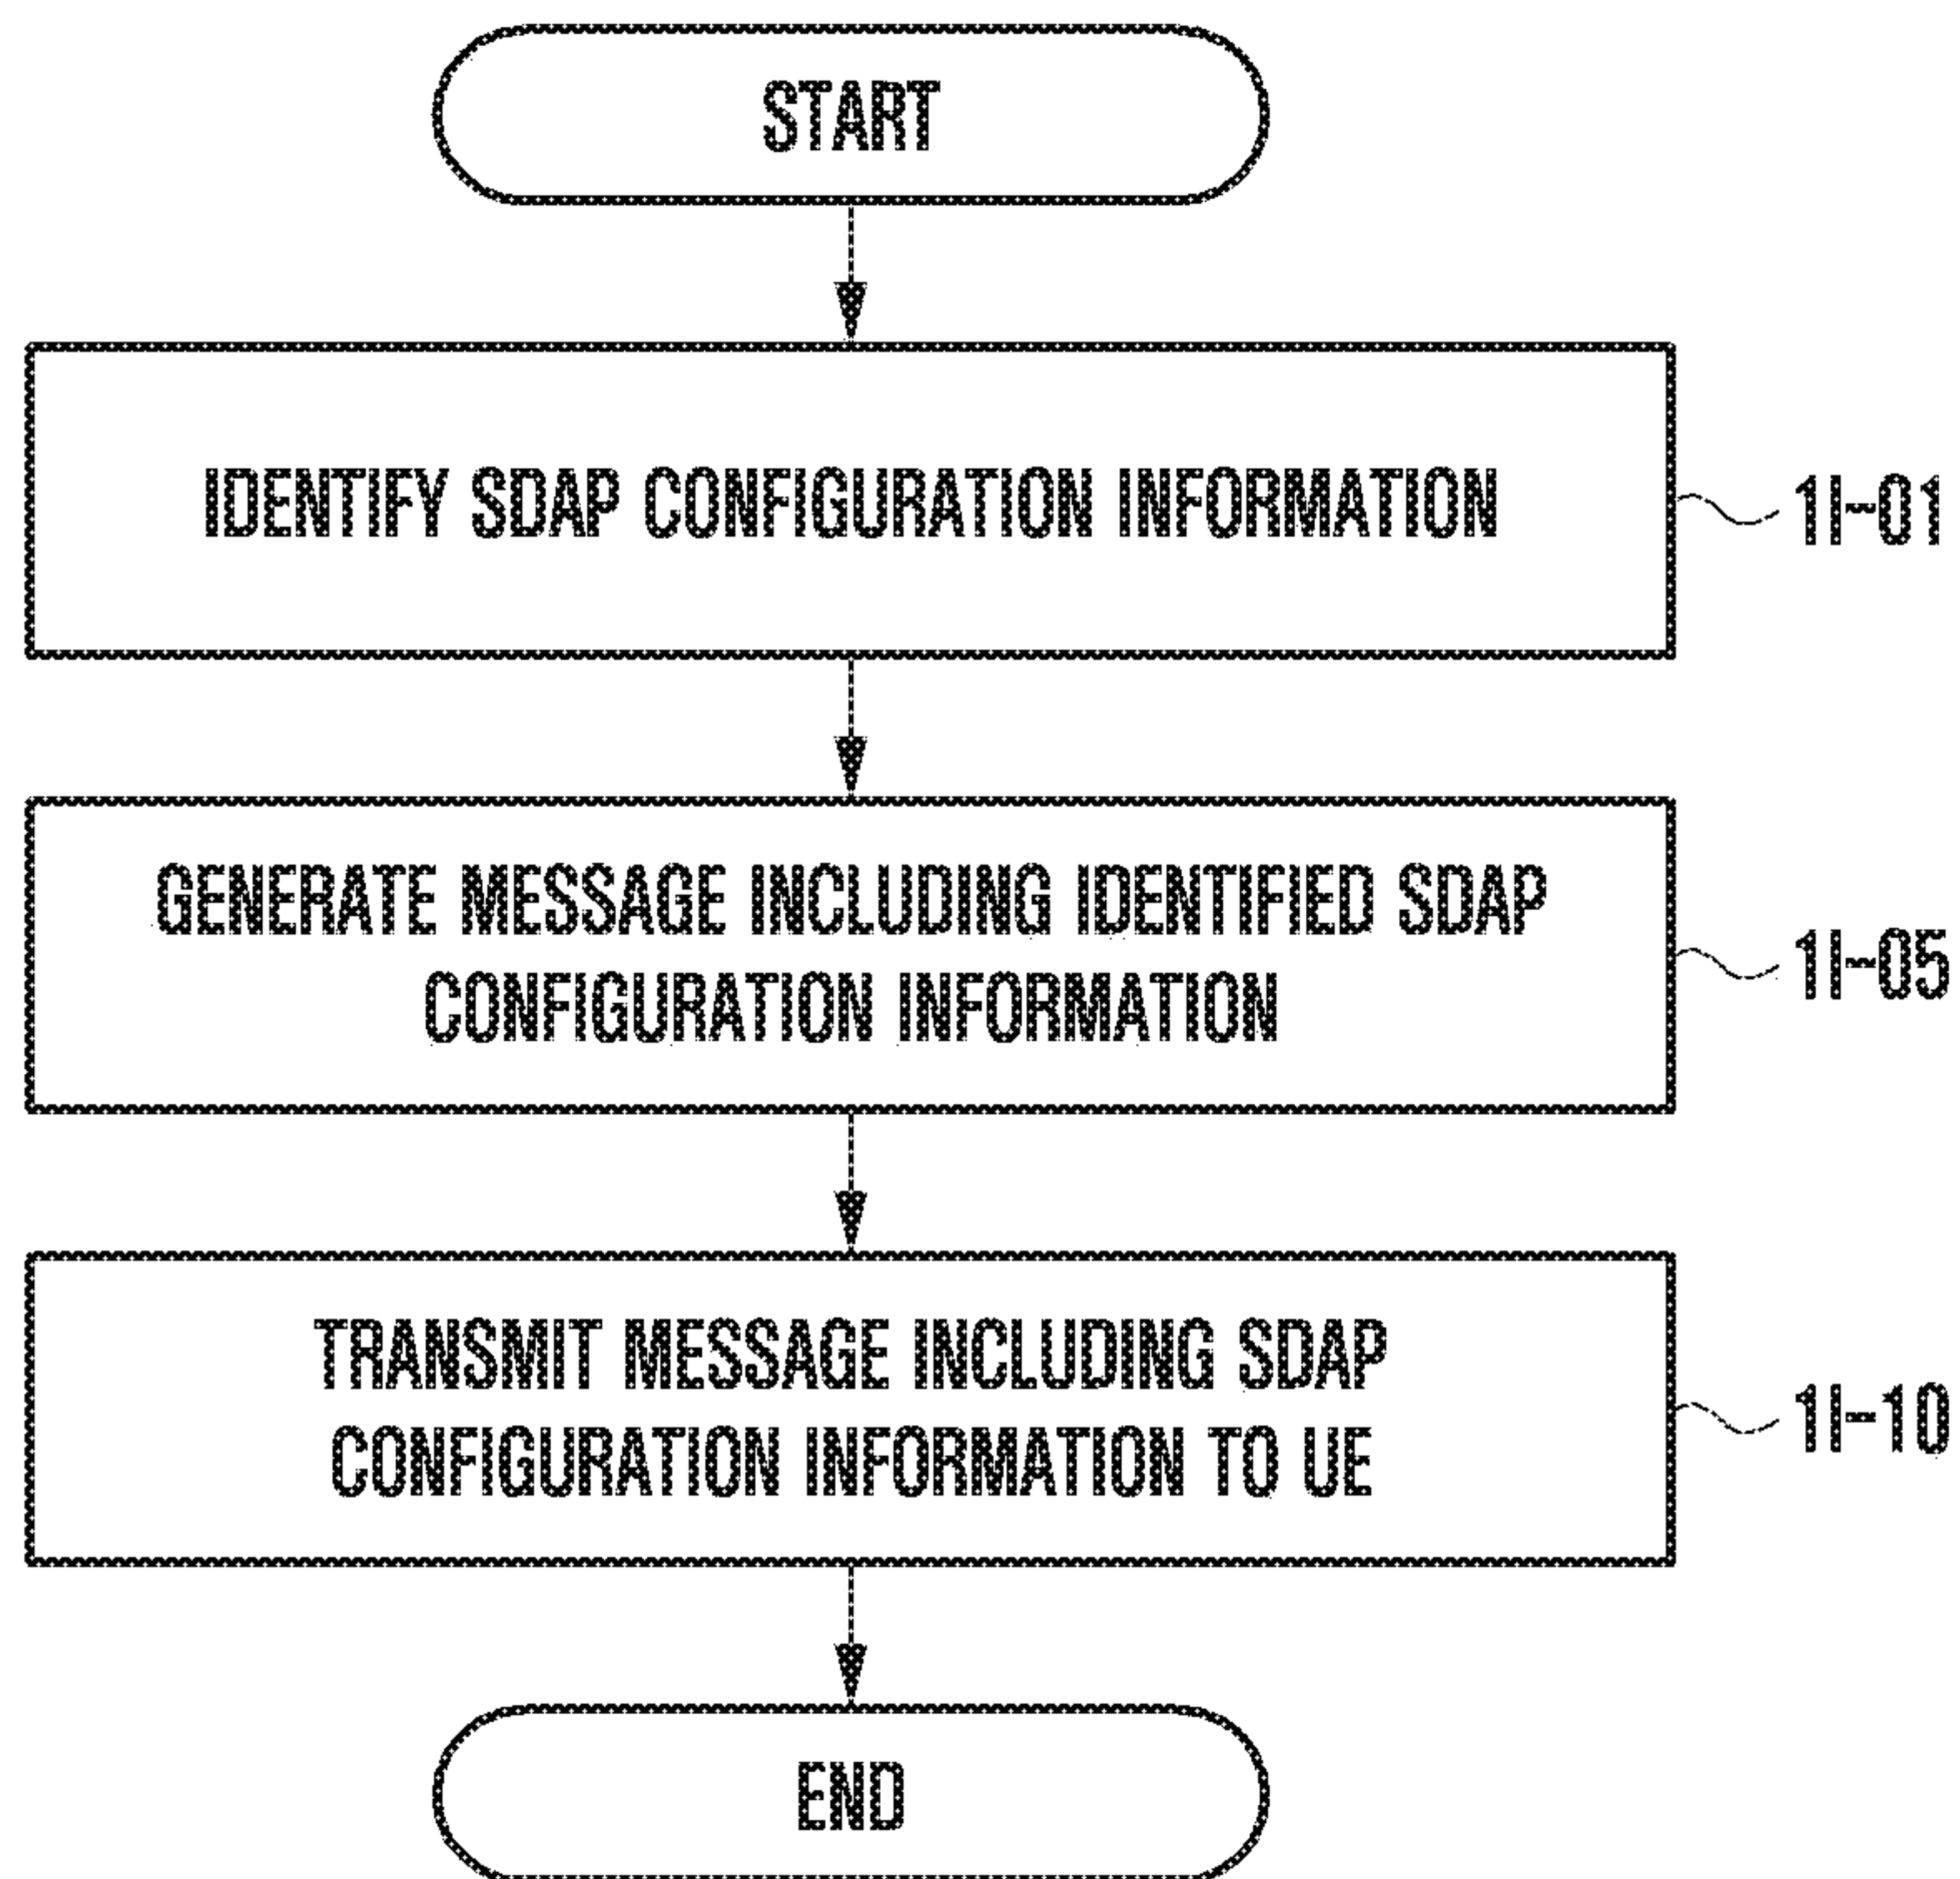 START
IDENTIFY SDAP CONFIGURATION INFORMATION
1I-01
GENERATE MESSAGE INCLUDING IDENTIFIED SDAP
CONFIGURATION INFORMATION
1I-05
TRANSMIT MESSAGE INCLUDING SDAP
CONFIGURATION INFORMATION TO UE
1I-10
END